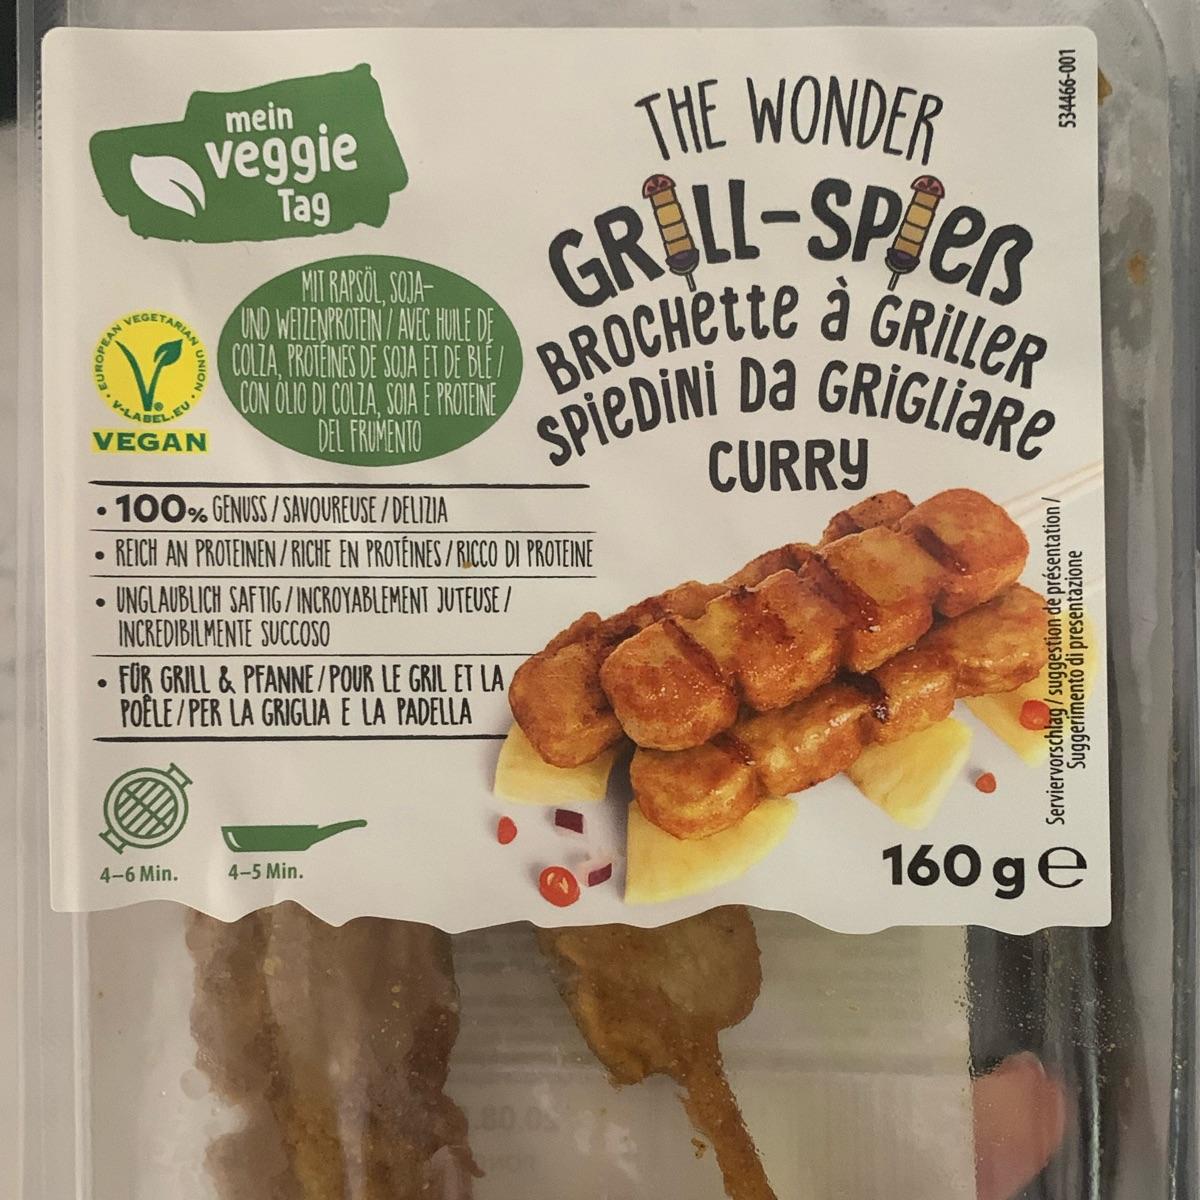 mein
veggie
Tag
THE WONDER
GRILL-SPIEß
BROCHETTE à GRILLER
SPIEDINI Da GRIGLIARE
CURRY
534466-001
MIT RAPSÖL, SOJA-
UND WEIZENPROTEIN / AVEC HUILE DE
COLZA, PROTÉINES DE SOJA ET DE BLÉ /
CON OLIO DI COLZA, SOIA E PROTEINE
DEL FRUMENTO
EUROPEAN VEGETARIAN UNION
V-LABEL.EU
VEGAN
• 100% GENUSS / SAVOUREUSE / DELIZIA
• REICH AN PROTEINEN / RICHE EN PROTÉINES / RICCO DI PROTEINE
• UNGLAUBLICH SAFTIG / INCROYABLEMENT JUTEUSE /
INCREDIBILMENTE SUCCOSO
• FÜR GRILL & PFANNE / POUR LE GRIL ET LA
POÊLE / PER LA GRIGLIA E LA PADELLA
4–6 Min.
4–5 Min.
Serviervorschlag / suggestion de présentation /
Suggerimento di presentazione
160 g e